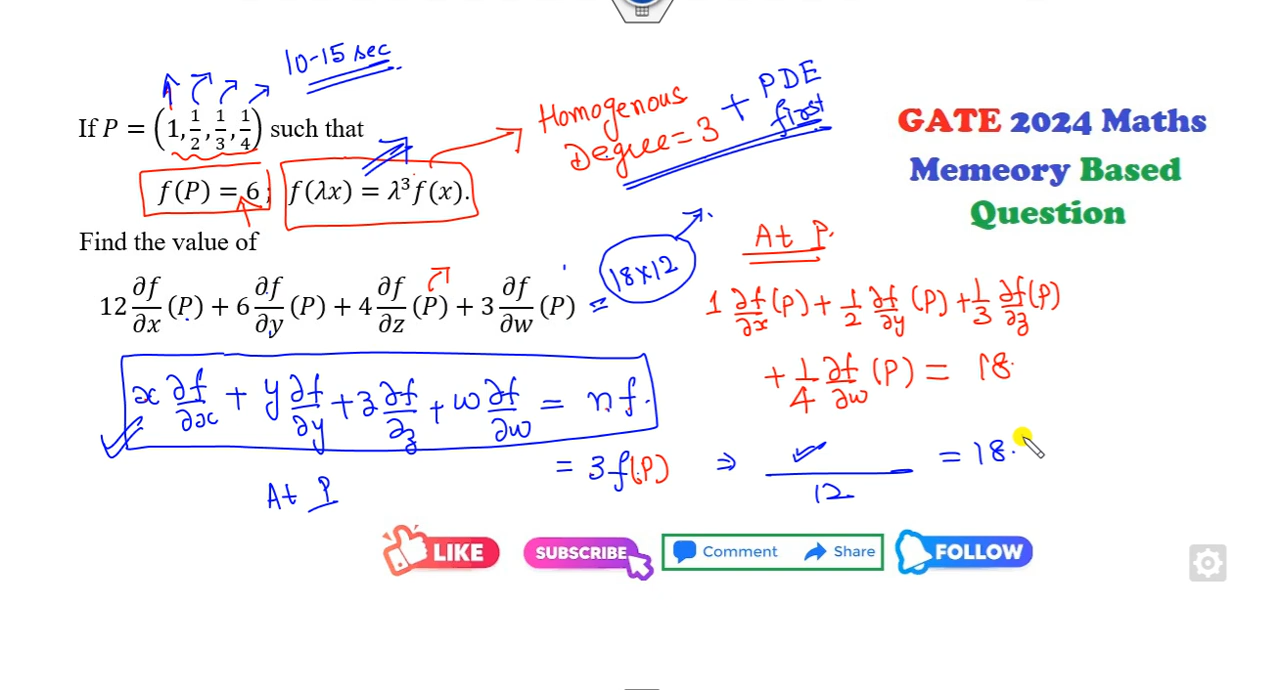 10-15 sec
If P = (1, 1/2, 1/3, 1/4) such that
f(P) = 6; f(λx) = λ³f(x).
Homogenous
Degree = 3 + PDE
first
GATE 2024 Maths
Memeory Based
Question
Find the value of
12 ∂f/∂x (P) + 6 ∂f/∂y (P) + 4 ∂f/∂z (P) + 3 ∂f/∂w (P) = 18×12
At P.
1 ∂f/∂x (P) + 1/2 ∂f/∂y (P) + 1/3 ∂f/∂z (P)
+ 1/4 ∂f/∂w (P) = 18.
x ∂f/∂x + y ∂f/∂y + z ∂f/∂z + w ∂f/∂w = nf.
At P
= 3f(P) ⇒ ✓/12 = 18.
LIKE
SUBSCRIBE
Comment
Share
FOLLOW